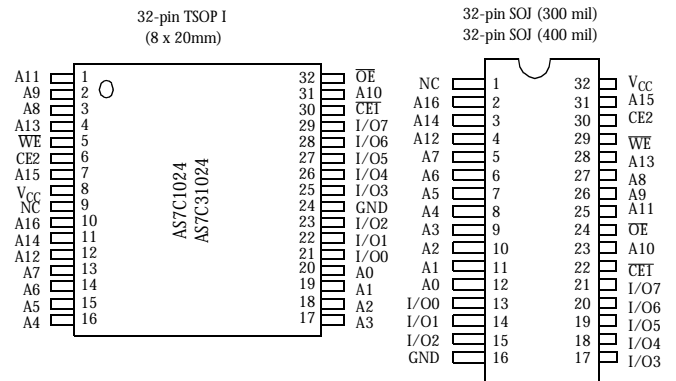 32-pin TSOP I
(8 x 20mm)
A11 1 32 OE
A9 2 31 A10
A8 3 30 CE1
A13 4 29 I/O7
WE 5 28 I/O6
CE2 6 27 I/O5
A15 7 26 I/O4
VCC 8 25 I/O3
NC 9 24 GND
A16 10 23 I/O2
A14 11 22 I/O1
A12 12 21 I/O0
A7 13 20 A0
A6 14 19 A1
A5 15 18 A2
A4 16 17 A3
AS7C1024
AS7C31024
32-pin SOJ (300 mil)
32-pin SOJ (400 mil)
NC 1 32 VCC
A16 2 31 A15
A14 3 30 CE2
A12 4 29 WE
A7 5 28 A13
A6 6 27 A8
A5 7 26 A9
A4 8 25 A11
A3 9 24 OE
A2 10 23 A10
A1 11 22 CE1
A0 12 21 I/O7
I/O0 13 20 I/O6
I/O1 14 19 I/O5
I/O2 15 18 I/O4
GND 16 17 I/O3